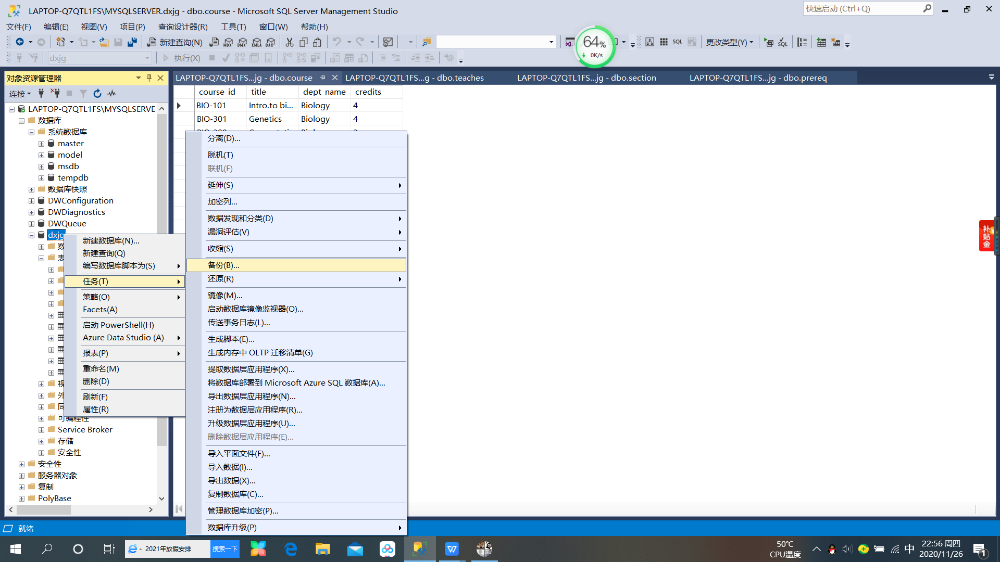 LAPTOP-Q7QTL1FS\MYSQLSERVER.dxjg - dbo.course - Microsoft SQL Server Management Studio
快速启动 (Ctrl+Q)
文件(F) 编辑(E) 视图(V) 项目(P) 查询设计器(R) 工具(T) 窗口(W) 帮助(H)
新建查询(N) MDX DMX XMLA DAX SQL 更改类型(Y) SQL
64%
0K/s
dxjg 执行(X)
对象资源管理器
LAPTOP-Q7QTL1FS...jg - dbo.course LAPTOP-Q7QTL1FS...g - dbo.teaches LAPTOP-Q7QTL1FS...jg - dbo.section LAPTOP-Q7QTL1FS...jg - dbo.prereq
连接
course id title dept name credits
BIO-101 Intro.to bi... Biology 4
BIO-301 Genetics Biology 4
LAPTOP-Q7QTL1FS\MYSQLSERVE
数据库
系统数据库
master
model
msdb
tempdb
数据库快照
DWConfiguration
DWDiagnostics
DWQueue
dxjg
数
表
视
外
同
可编程性
Service Broker
存储
安全性
安全性
服务器对象
复制
PolyBase
新建数据库(N)...
新建查询(Q)
编写数据库脚本为(S)
任务(T)
策略(O)
Facets(A)
启动 PowerShell(H)
Azure Data Studio (A)
报表(P)
重命名(M)
删除(D)
刷新(F)
属性(R)
分离(D)...
脱机(T)
联机(F)
延伸(S)
加密列...
数据发现和分类(D)
漏洞评估(V)
收缩(S)
备份(B)...
还原(R)
镜像(M)...
启动数据库镜像监视器(O)...
传送事务日志(L)...
生成脚本(E)...
生成内存中 OLTP 迁移清单(G)
提取数据层应用程序(X)...
将数据库部署到 Microsoft Azure SQL 数据库(A)...
导出数据层应用程序(N)...
注册为数据层应用程序(R)...
升级数据层应用程序(U)...
删除数据层应用程序(E)...
导入平面文件(F)...
导入数据(I)...
导出数据(X)...
复制数据库(C)...
管理数据库加密(P)...
数据库升级(P)
补贴金
就绪
2021年放假安排 搜索一下
50℃
CPU温度
中
22:56 周四
2020/11/26
1